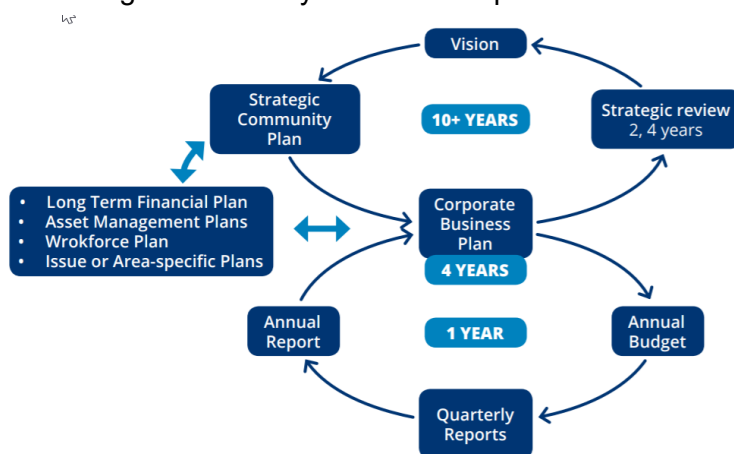 Vision
Strategic
Community
Plan
10+ YEARS
Strategic review
2, 4 years
• Long Term Financial Plan
• Asset Management Plans
• Wrokforce Plan
• Issue or Area-specific Plans
Corporate
Business
Plan
4 YEARS
Annual
Report
1 YEAR
Annual
Budget
Quarterly
Reports